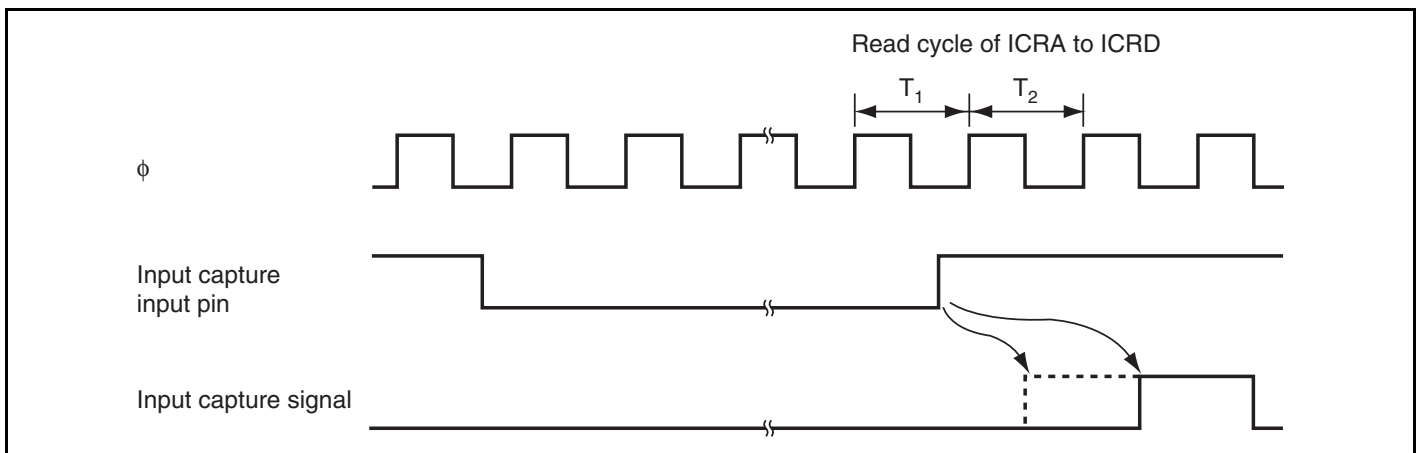 Read cycle of ICRA to ICRD
T1 T2
ϕ
Input capture
input pin
Input capture signal